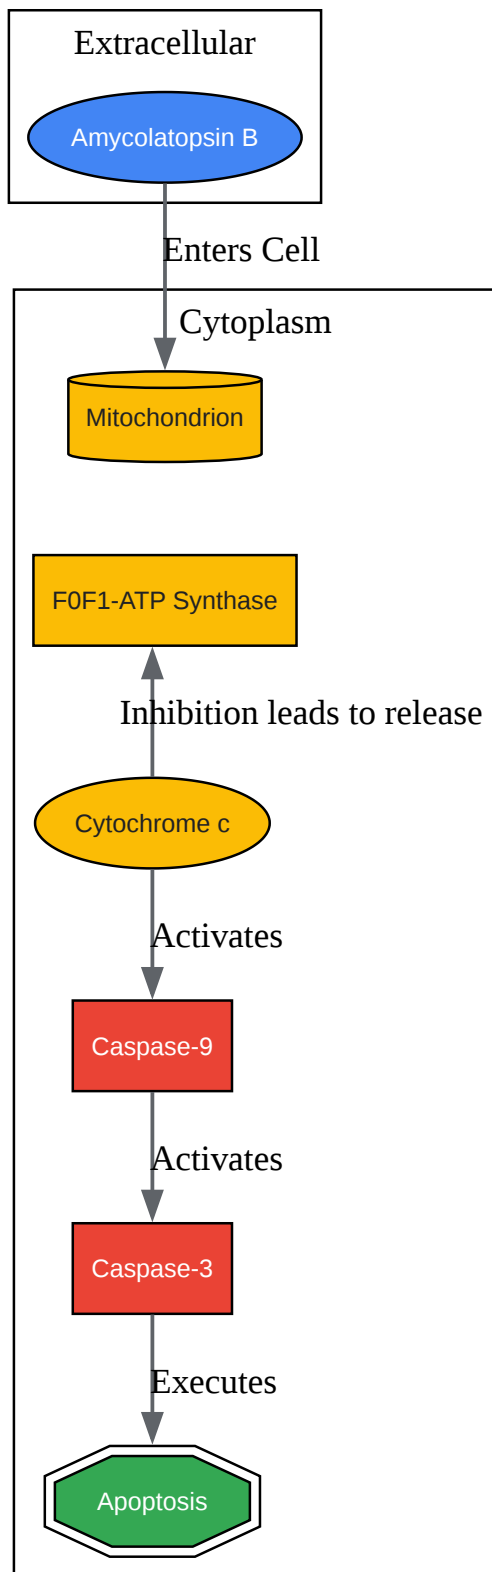 Extracellular
Amycolatopsin B
Enters Cell
Cytoplasm
Mitochondrion
F0F1-ATP Synthase
Inhibition leads to release
Cytochrome c
Activates
Caspase-9
Activates
Caspase-3
Executes
Apoptosis